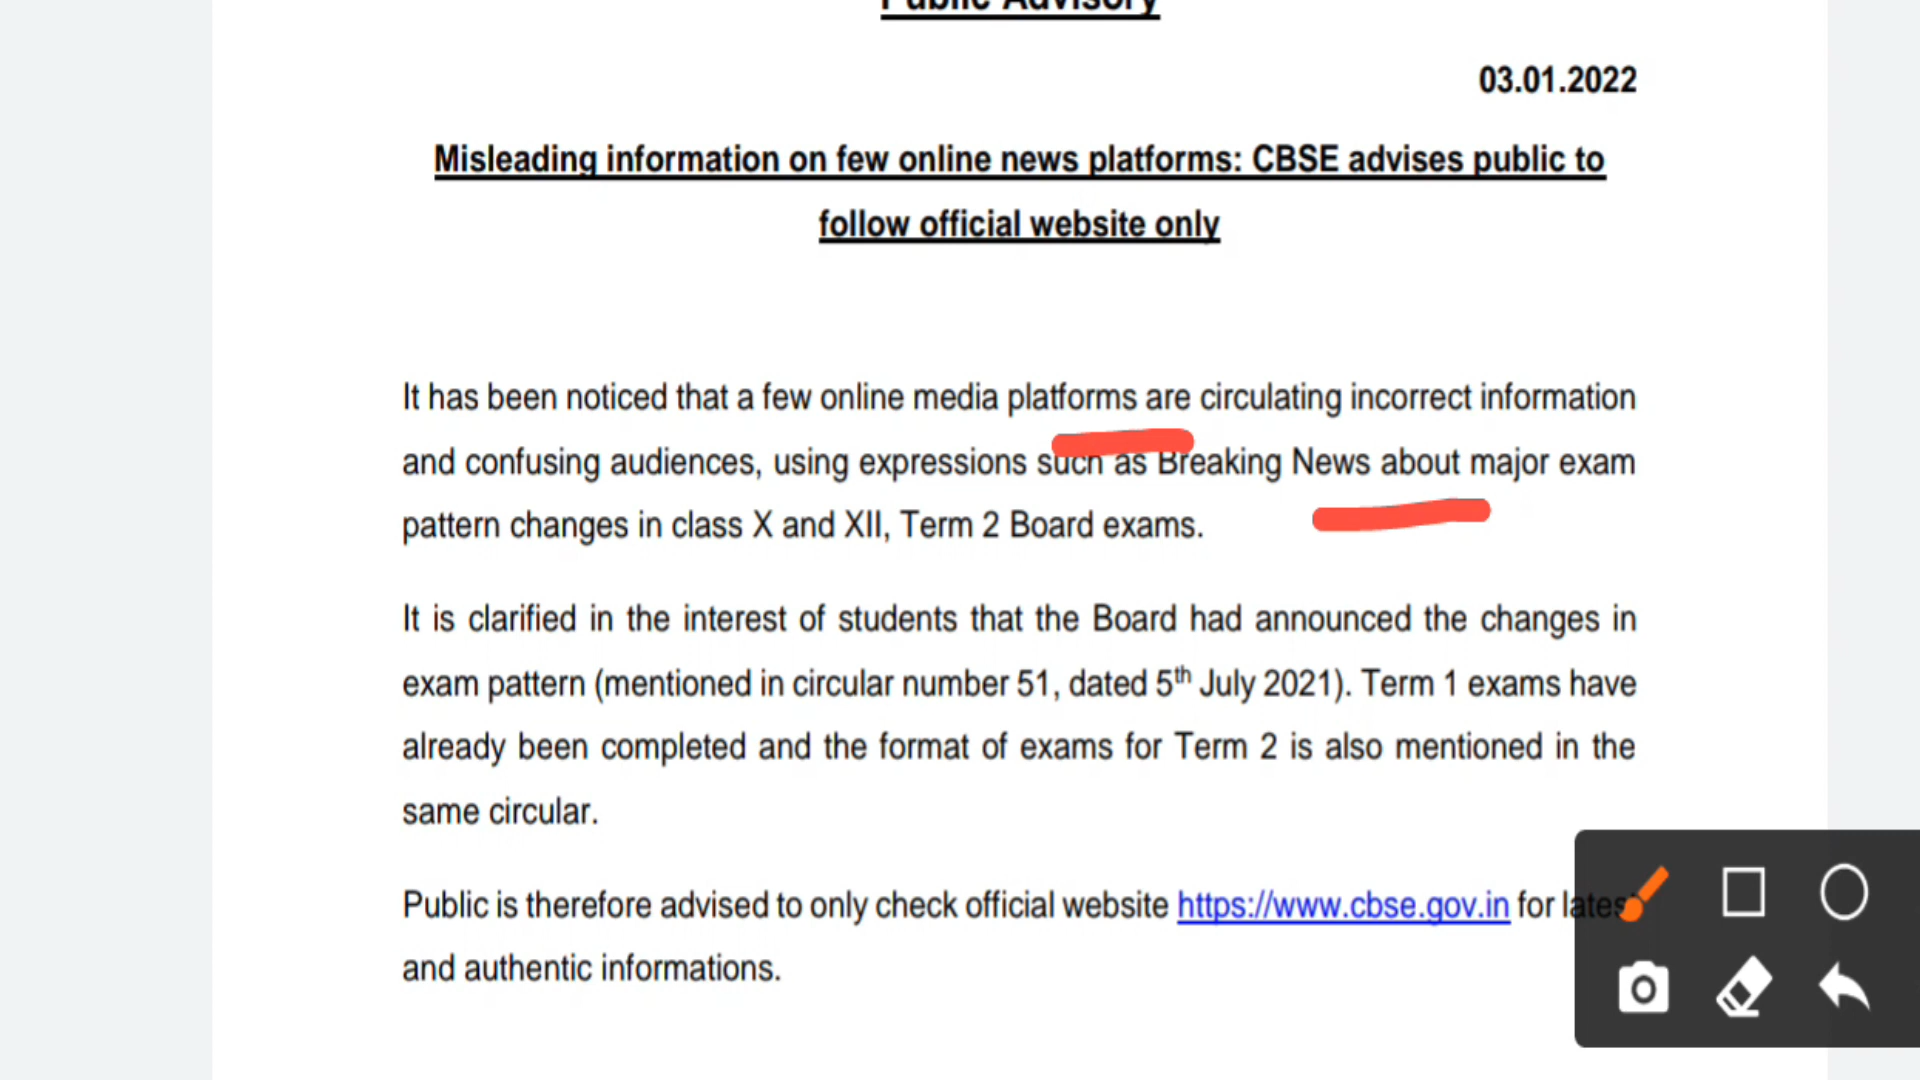 Public Advisory
03.01.2022
Misleading information on few online news platforms: CBSE advises public to
follow official website only
It has been noticed that a few online media platforms are circulating incorrect information
and confusing audiences, using expressions such as Breaking News about major exam
pattern changes in class X and XII, Term 2 Board exams.
It is clarified in the interest of students that the Board had announced the changes in
exam pattern (mentioned in circular number 51, dated 5th July 2021). Term 1 exams have
already been completed and the format of exams for Term 2 is also mentioned in the
same circular.
Public is therefore advised to only check official website https://www.cbse.gov.in for latest
and authentic informations.